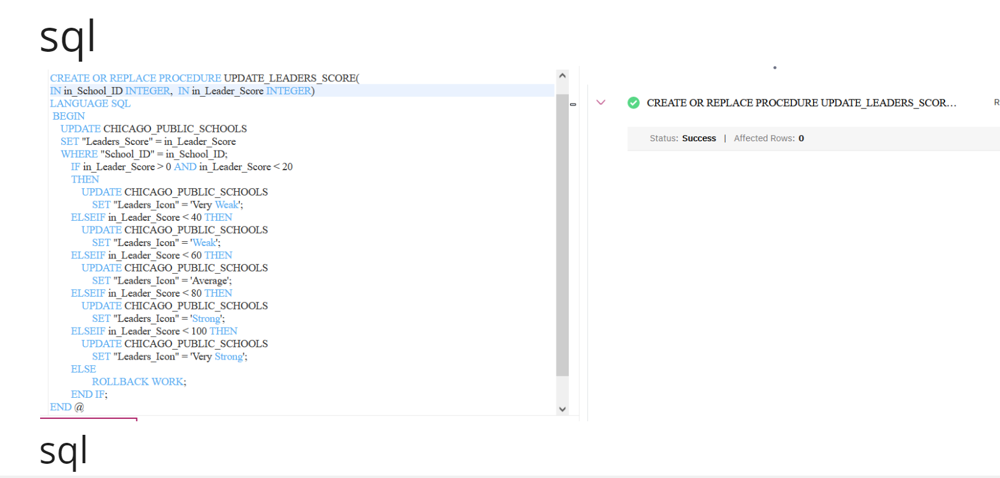 sql
CREATE OR REPLACE PROCEDURE UPDATE_LEADERS_SCORE(
IN in_School_ID INTEGER, IN in_Leader_Score INTEGER)
LANGUAGE SQL
BEGIN
UPDATE CHICAGO_PUBLIC_SCHOOLS
SET "Leaders_Score" = in_Leader_Score
WHERE "School_ID" = in_School_ID;
IF in_Leader_Score > 0 AND in_Leader_Score < 20
THEN
UPDATE CHICAGO_PUBLIC_SCHOOLS
SET "Leaders_Icon" = 'Very Weak';
ELSEIF in_Leader_Score < 40 THEN
UPDATE CHICAGO_PUBLIC_SCHOOLS
SET "Leaders_Icon" = 'Weak';
ELSEIF in_Leader_Score < 60 THEN
UPDATE CHICAGO_PUBLIC_SCHOOLS
SET "Leaders_Icon" = 'Average';
ELSEIF in_Leader_Score < 80 THEN
UPDATE CHICAGO_PUBLIC_SCHOOLS
SET "Leaders_Icon" = 'Strong';
ELSEIF in_Leader_Score < 100 THEN
UPDATE CHICAGO_PUBLIC_SCHOOLS
SET "Leaders_Icon" = 'Very Strong';
ELSE
ROLLBACK WORK;
END IF;
END @
CREATE OR REPLACE PROCEDURE UPDATE_LEADERS_SCOR... R
Status: Success | Affected Rows: 0
sql